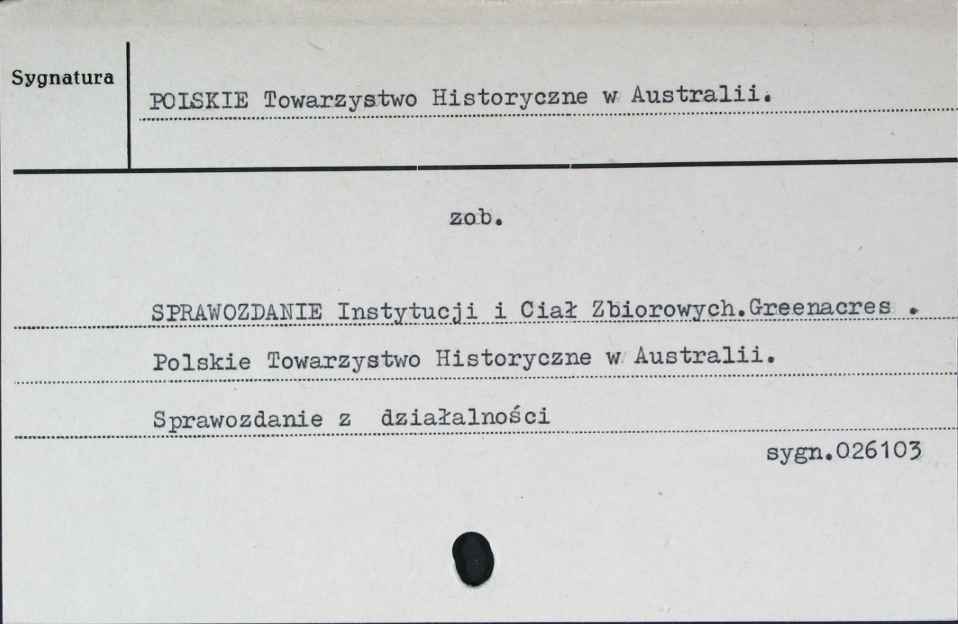 Sygnatura
POLSKIE Towarzystwo Historyczne w Australii.
zob.
SPRAWOZDANIE Instytucji i Ciał Zbiorowych.Greenacres .
Polskie Towarzystwo Historyczne w Australii.
Sprawozdanie z działalności
sygn.026103